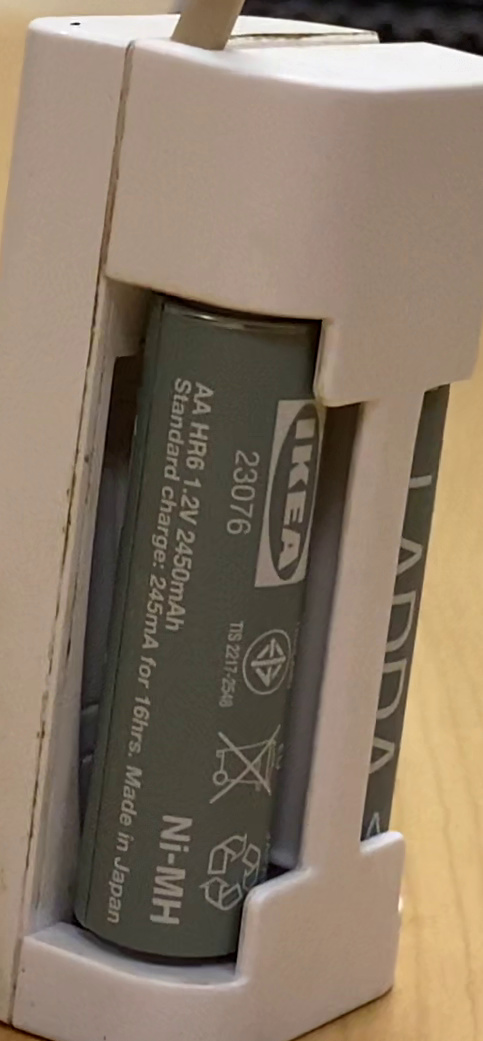 IKEA
23076
AA HR6 1.2V 2450mAh
Standard charge: 245mA for 16hrs. Made in Japan
TIS 2217-2548
Ni-MH
LADDA